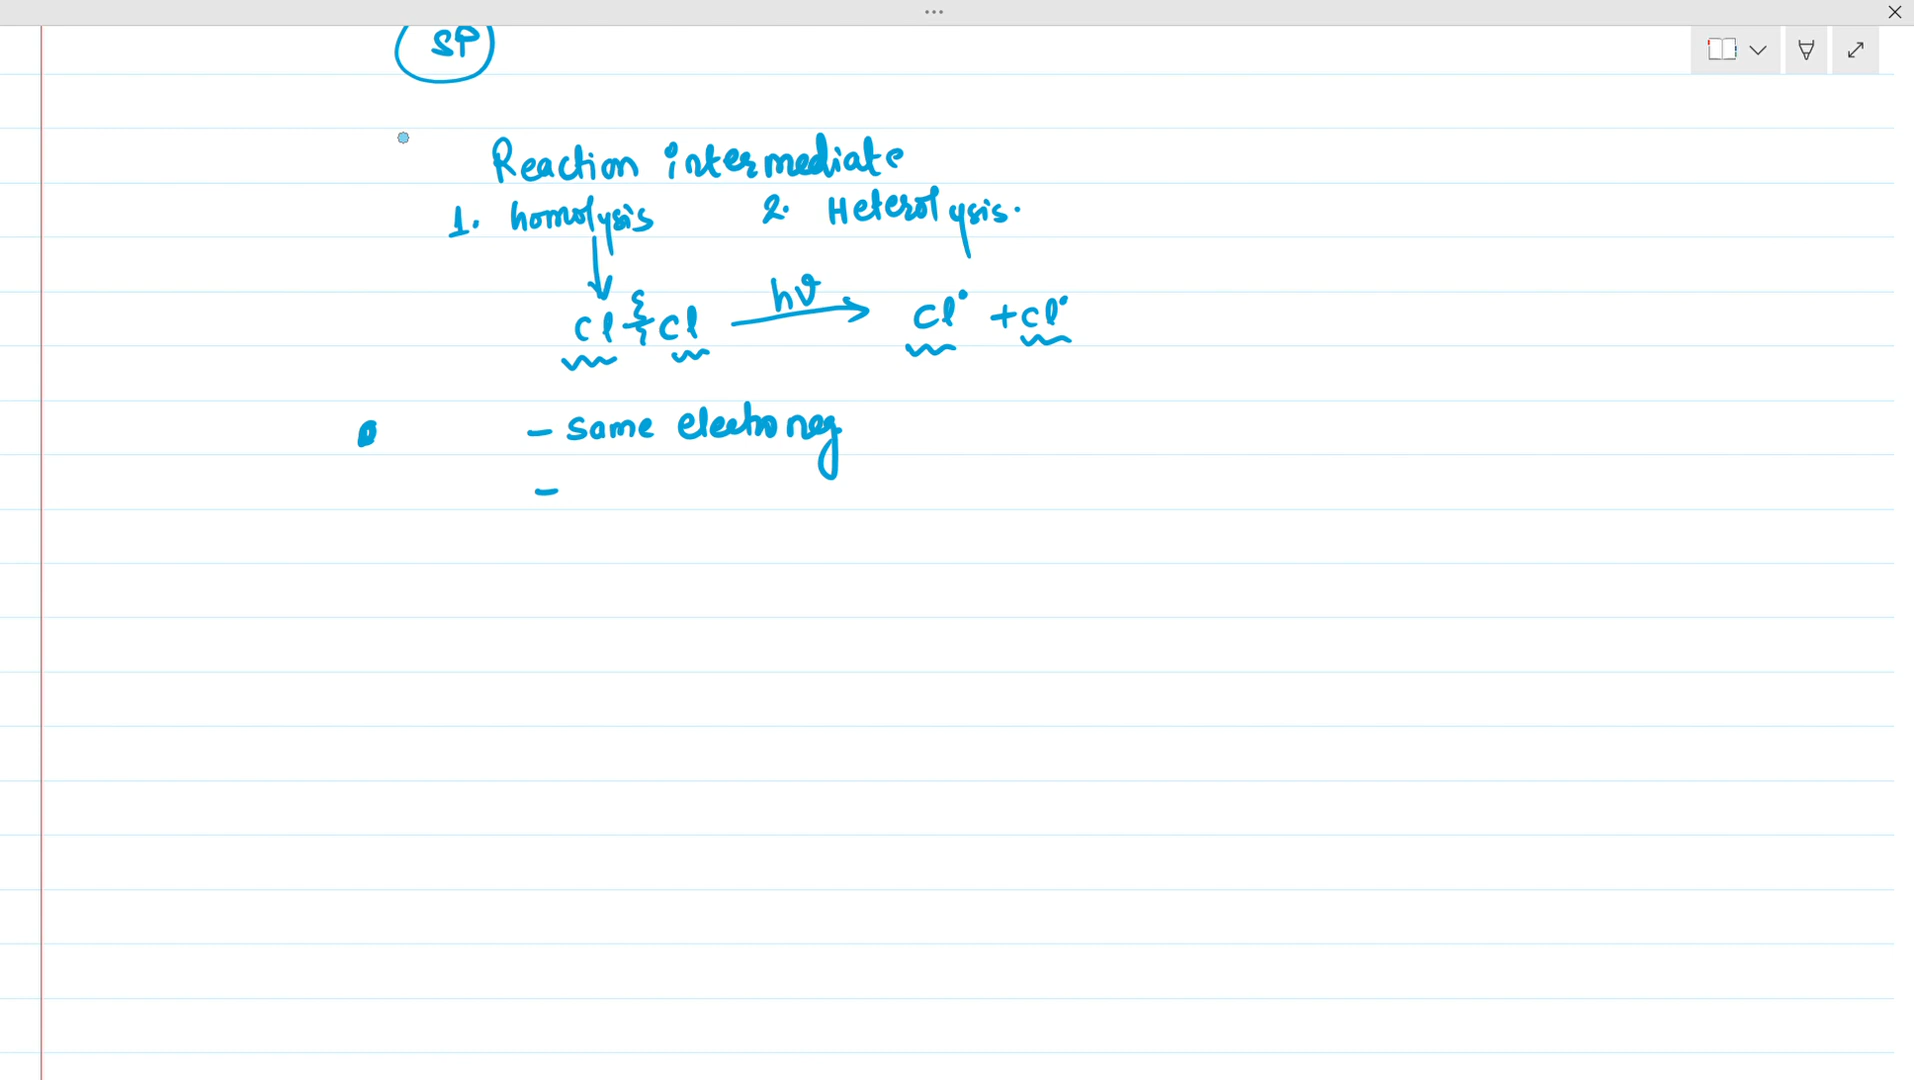 SP
Reaction intermediate
1. homolysis 2. Heterolysis.
Cl } Cl hν → Cl• + Cl•
- same electroneg
-